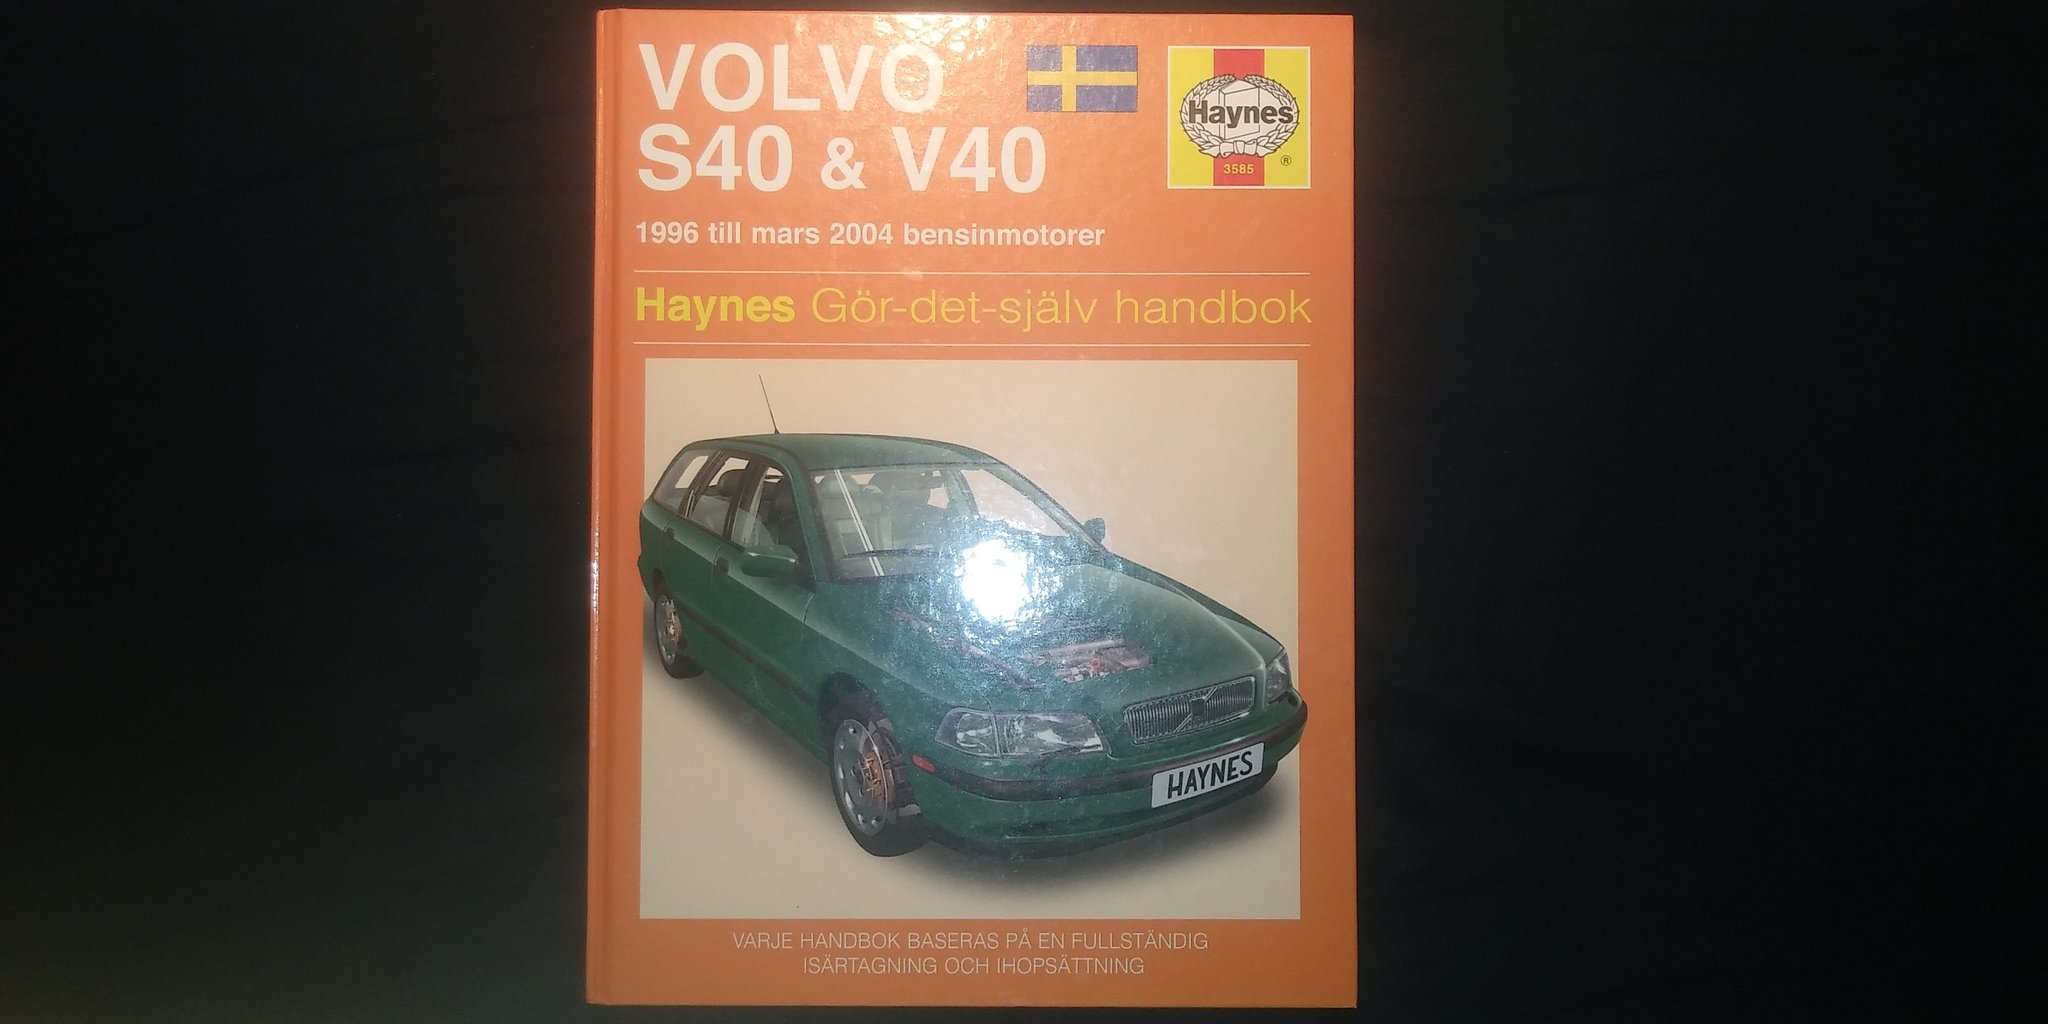 VOLVO
S40 & V40
Haynes
®
3585
1996 till mars 2004 bensinmotorer
Haynes Gör-det-själv handbok
HAYNES
VARJE HANDBOK BASERAS PÅ EN FULLSTÄNDIG
ISÄRTAGNING OCH IHOPSÄTTNING